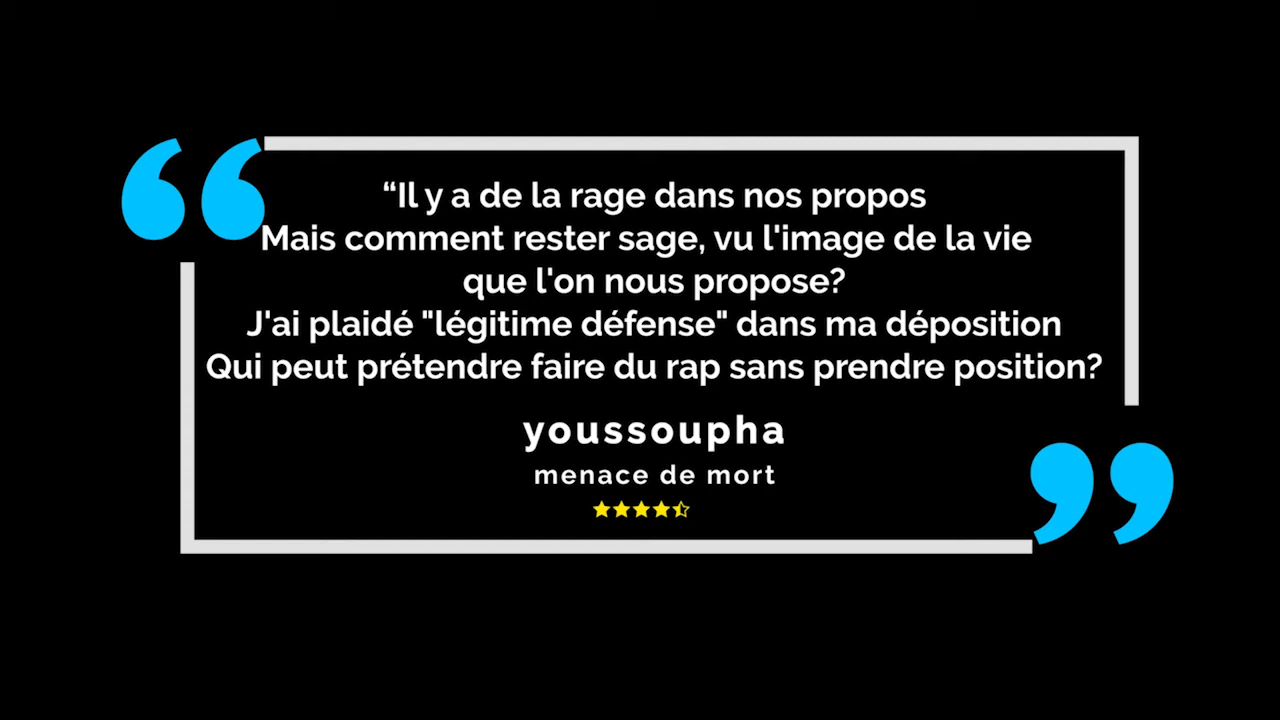 “Il y a de la rage dans nos propos
Mais comment rester sage, vu l'image de la vie
que l'on nous propose?
J'ai plaidé "légitime défense" dans ma déposition
Qui peut prétendre faire du rap sans prendre position?
youssoupha
menace de mort